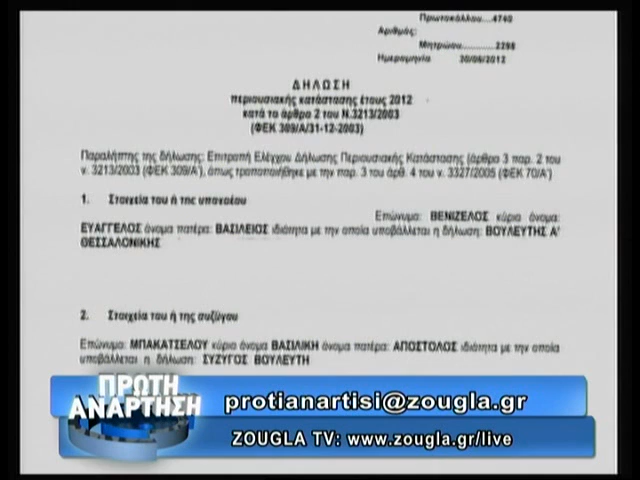 Πρωτοκόλλου....4740
Αριθμός:
Μητρώου............2298
Ημερομηνία 30/06/2012
ΔΗΛΩΣΗ
περιουσιακής κατάστασης έτους 2012
κατά το άρθρο 2 του Ν.3213/2003
(ΦΕΚ 309/Α/31-12-2003)
Παραλήπτης της δήλωσης: Επιτροπή Ελέγχου Δήλωσης Περιουσιακής Κατάστασης (άρθρο 3 παρ. 2 του
ν. 3213/2003 (ΦΕΚ 309/Α'), όπως τροποποιήθηκε με την παρ. 3 του άρθ. 4 του ν. 3327/2005 (ΦΕΚ 70/Α')
1. Στοιχεία του ή της υποχρέου
Επώνυμο: ΒΕΝΙΖΕΛΟΣ κύριο όνομα:
ΕΥΑΓΓΕΛΟΣ όνομα πατέρα: ΒΑΣΙΛΕΙΟΣ ιδιότητα με την οποία υποβάλλεται η δήλωση: ΒΟΥΛΕΥΤΗΣ Α'
ΘΕΣΣΑΛΟΝΙΚΗΣ
2. Στοιχεία του ή της συζύγου
Επώνυμο: ΜΠΑΚΑΤΣΕΛΟΥ κύριο όνομα ΒΑΣΙΛΙΚΗ όνομα πατέρα: ΑΠΟΣΤΟΛΟΣ ιδιότητα με την οποία
υποβάλλεται η δήλωση: ΣΥΖΥΓΟΣ ΒΟΥΛΕΥΤΗ
ΠΡΩΤΗ
ΑΝΑΡΤΗΣΗ
protianartisi@zougla.gr
ZOUGLA TV: www.zougla.gr/live